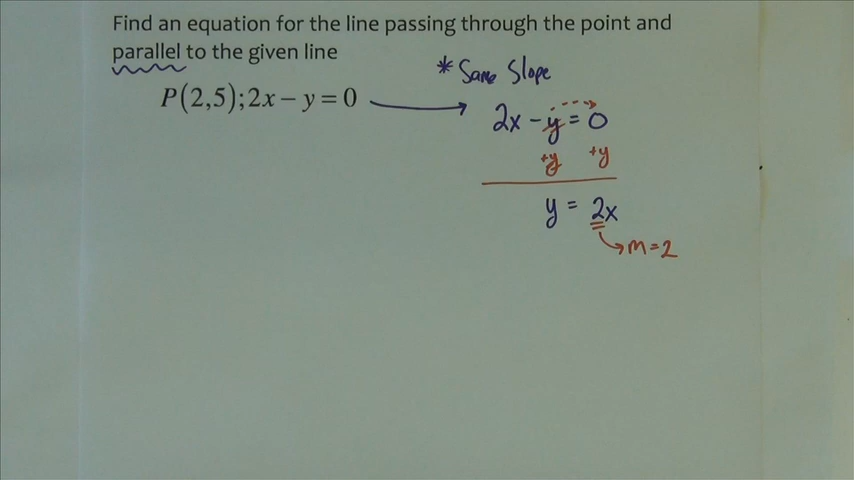 Find an equation for the line passing through the point and
parallel to the given line
* Same Slope
P(2,5);2x − y = 0
2x − y = 0
+y +y
y = 2x
m = 2